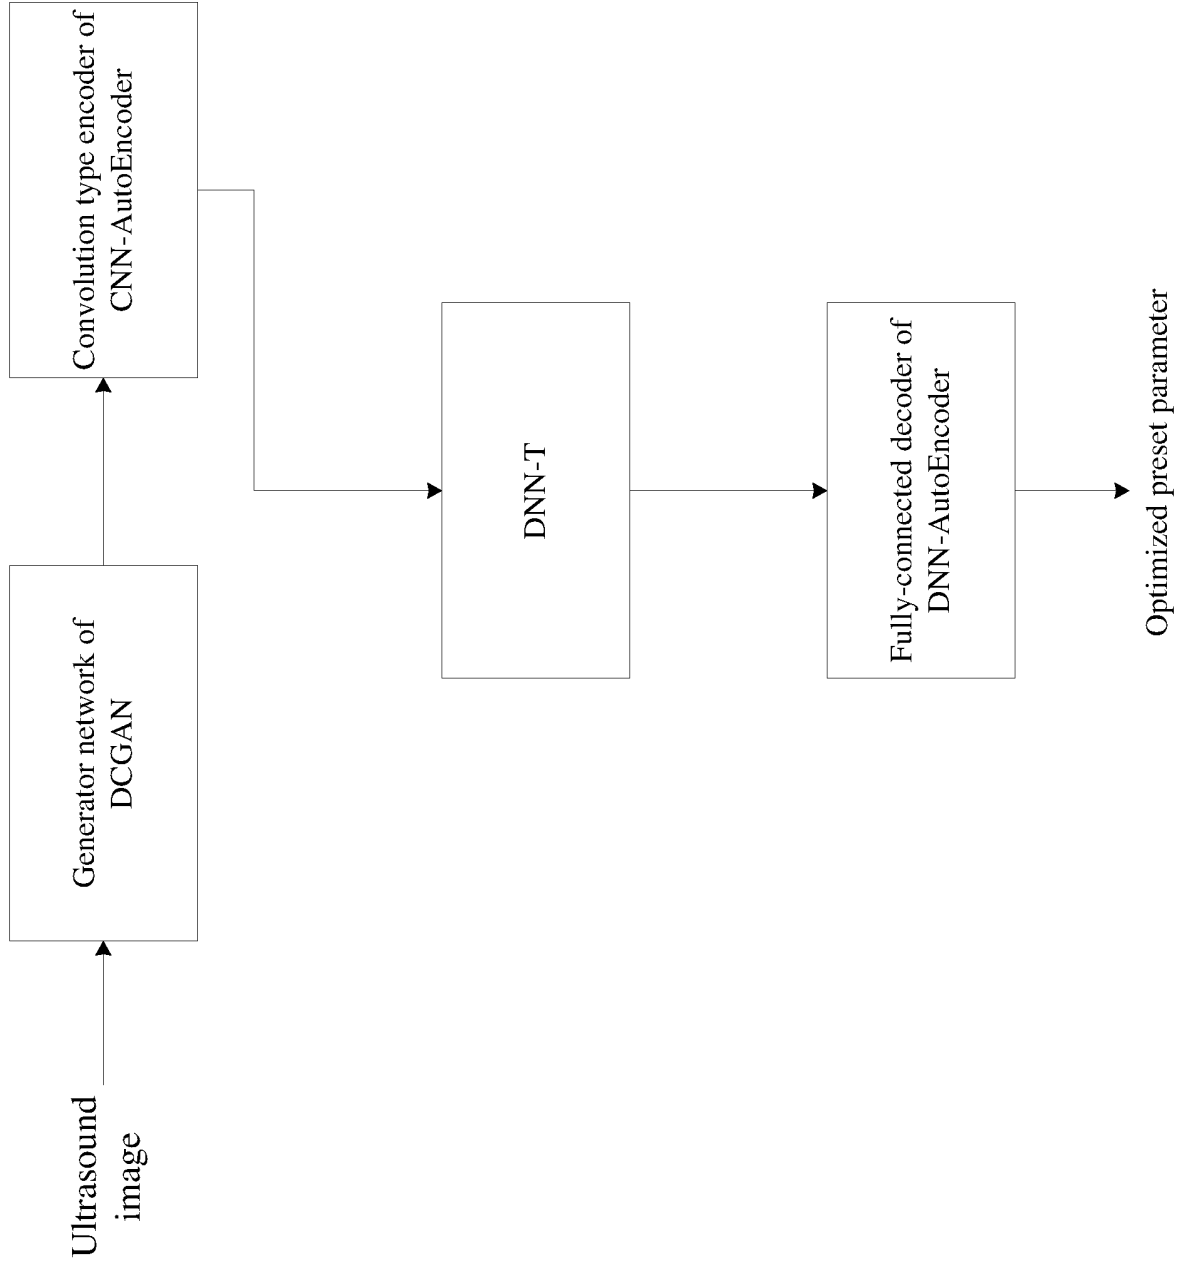 Ultrasound
image
Generator network of
DCGAN
Convolution type encoder of
CNN-AutoEncoder
DNN-T
Fully-connected decoder of
DNN-AutoEncoder
Optimized preset parameter